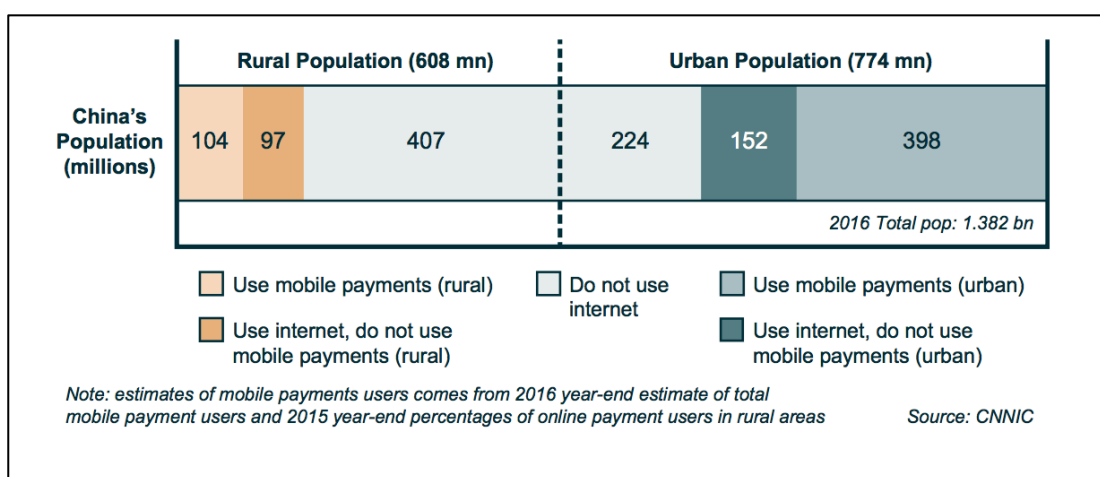 Rural Population (608 mn)
Urban Population (774 mn)
China's
Population
(millions)
104
97
407
224
152
398
2016 Total pop: 1.382 bn
Use mobile payments (rural)
Do not use
internet
Use mobile payments (urban)
Use internet, do not use
mobile payments (rural)
Use internet, do not use
mobile payments (urban)
Note: estimates of mobile payments users comes from 2016 year-end estimate of total
mobile payment users and 2015 year-end percentages of online payment users in rural areas
Source: CNNIC